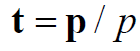 t = p / p